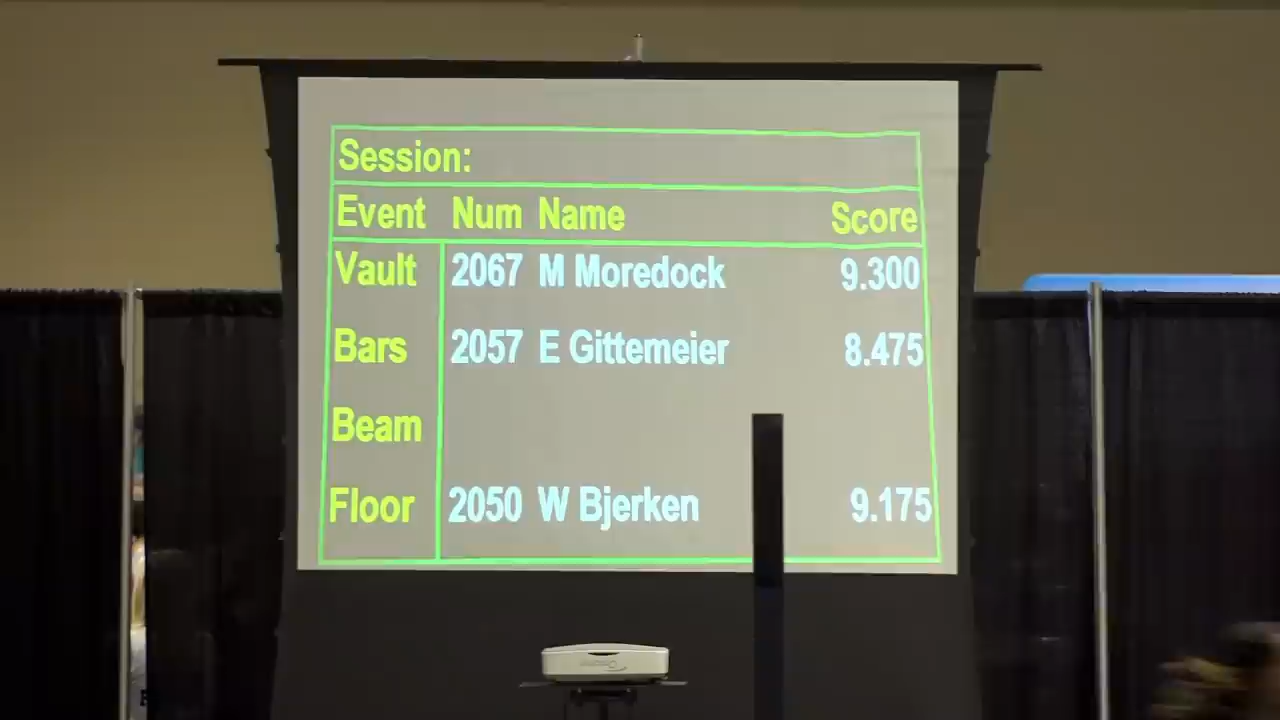 Session:
Event Num Name Score
Vault 2067 M Moredock 9.300
Bars 2057 E Gittemeier 8.475
Beam
Floor 2050 W Bjerken 9.175